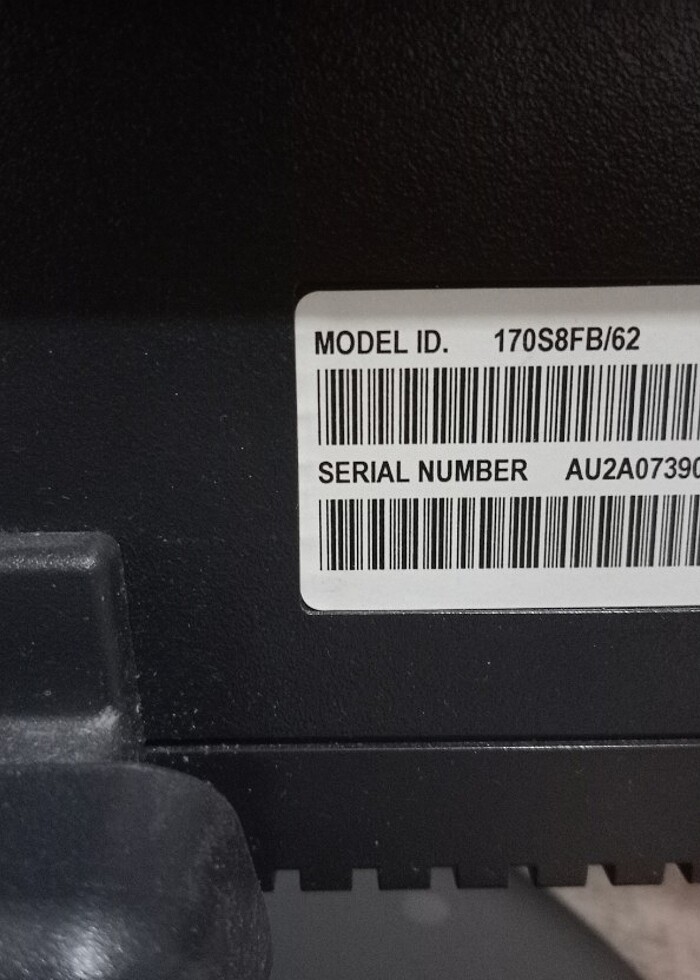 MODEL ID. 170S8FB/62
SERIAL NUMBER AU2A07390